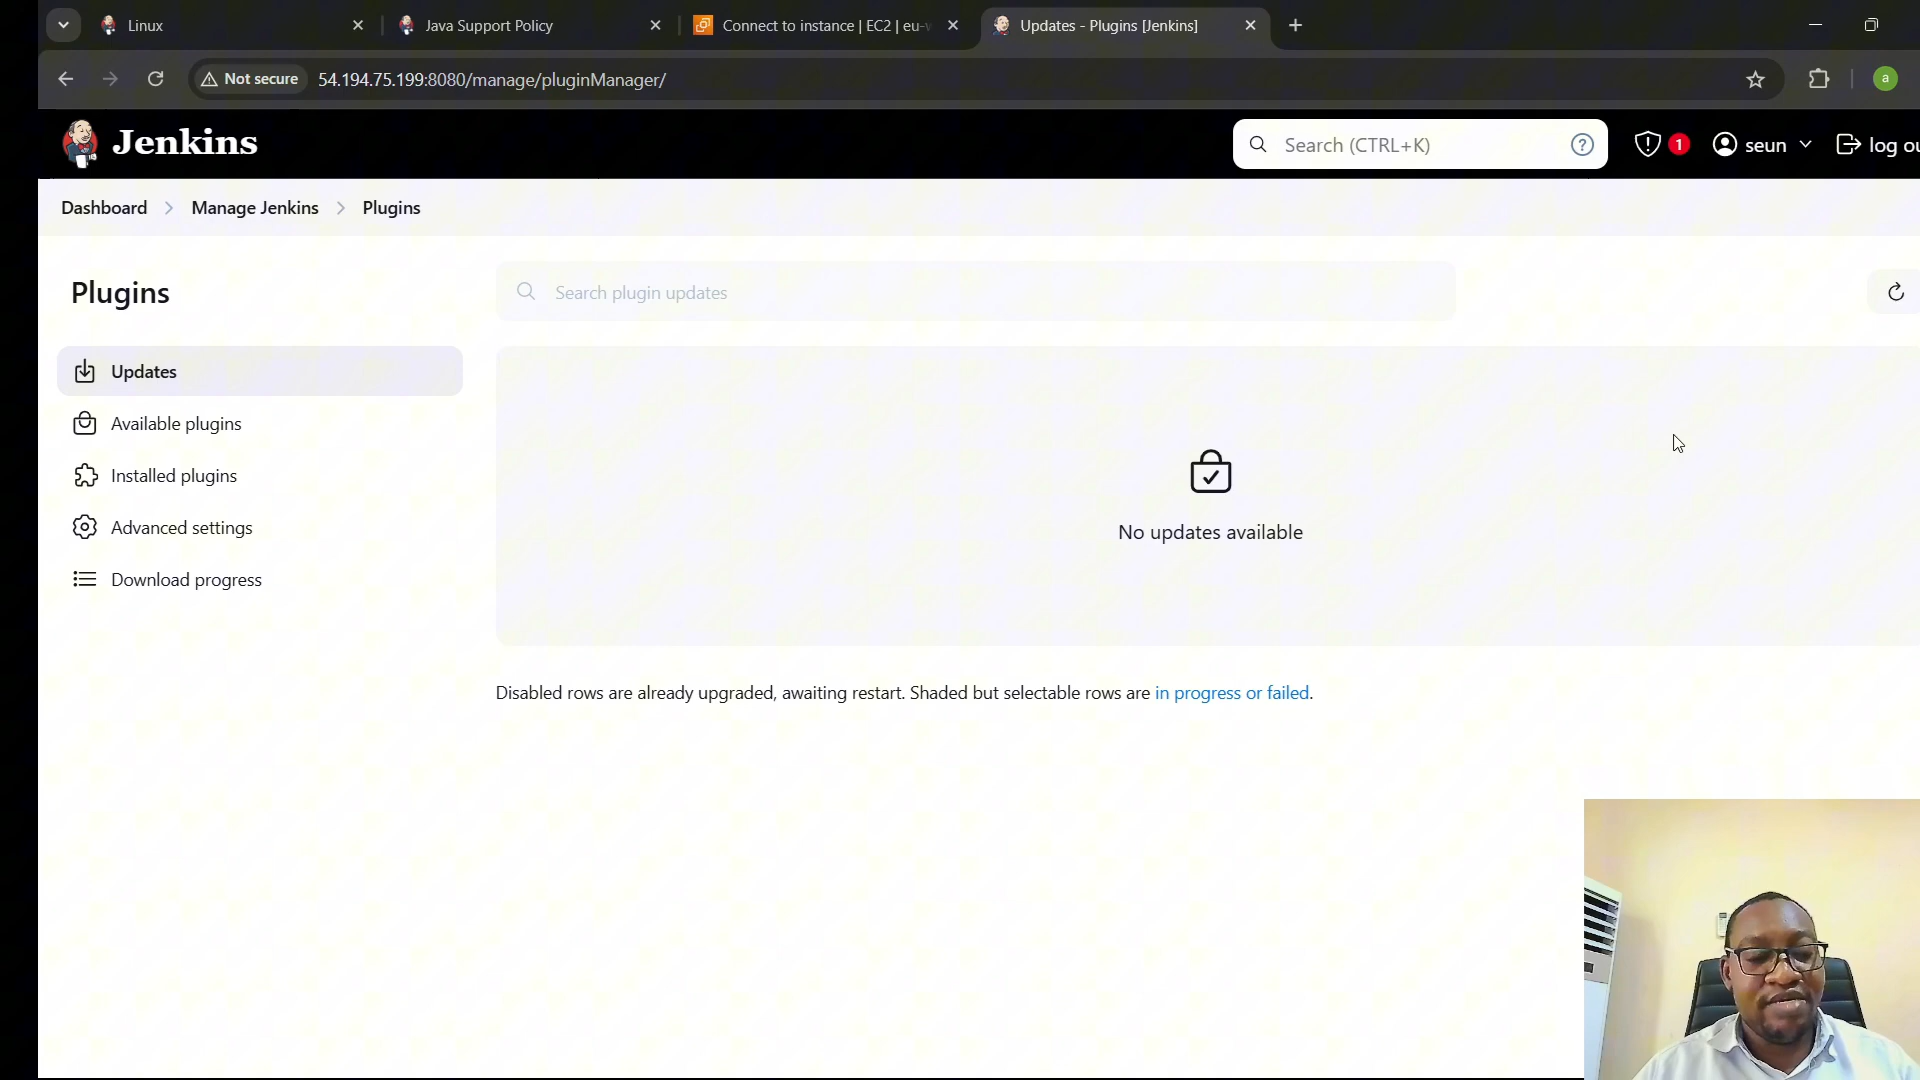 Linux
Java Support Policy
Connect to instance | EC2 | eu-
Updates - Plugins [Jenkins]
Not secure
54.194.75.199:8080/manage/pluginManager/
a
Jenkins
Search (CTRL+K)
1
seun
log ou
Dashboard
Manage Jenkins
Plugins
Plugins
Search plugin updates
Updates
Available plugins
Installed plugins
Advanced settings
Download progress
No updates available
Disabled rows are already upgraded, awaiting restart. Shaded but selectable rows are in progress or failed.